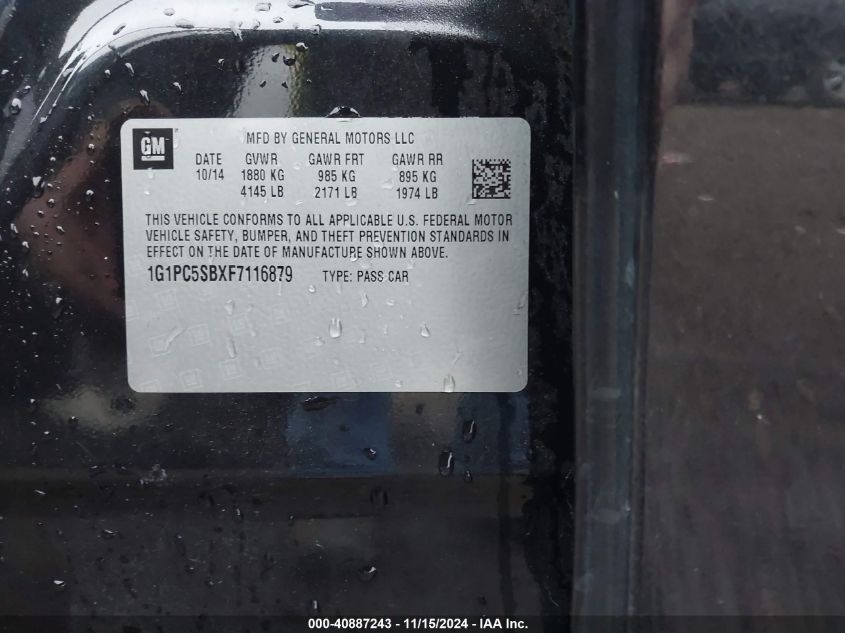 GM
MFD BY GENERAL MOTORS LLC
DATE GVWR GAWR FRT GAWR RR
10/14 1880 KG 985 KG 895 KG
4145 LB 2171 LB 1974 LB
THIS VEHICLE CONFORMS TO ALL APPLICABLE U.S. FEDERAL MOTOR
VEHICLE SAFETY, BUMPER, AND THEFT PREVENTION STANDARDS IN
EFFECT ON THE DATE OF MANUFACTURE SHOWN ABOVE.
1G1PC5SBXF7116879 TYPE: PASS CAR
000-40887243 - 11/15/2024 - IAA Inc.